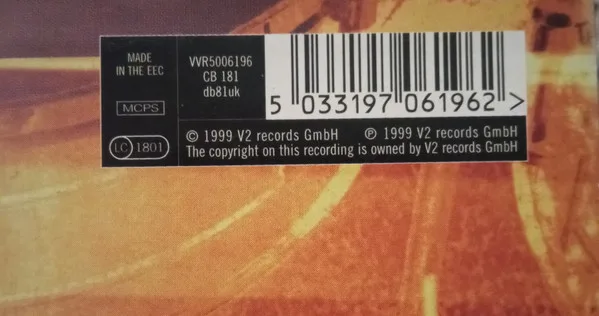 MADE
IN THE EEC
MCPS
LC 1801
VVR5006196
CB 181
db81uk
5 033197 061962 >
© 1999 V2 records GmbH ℗ 1999 V2 records GmbH
The copyright on this recording is owned by V2 records GmbH